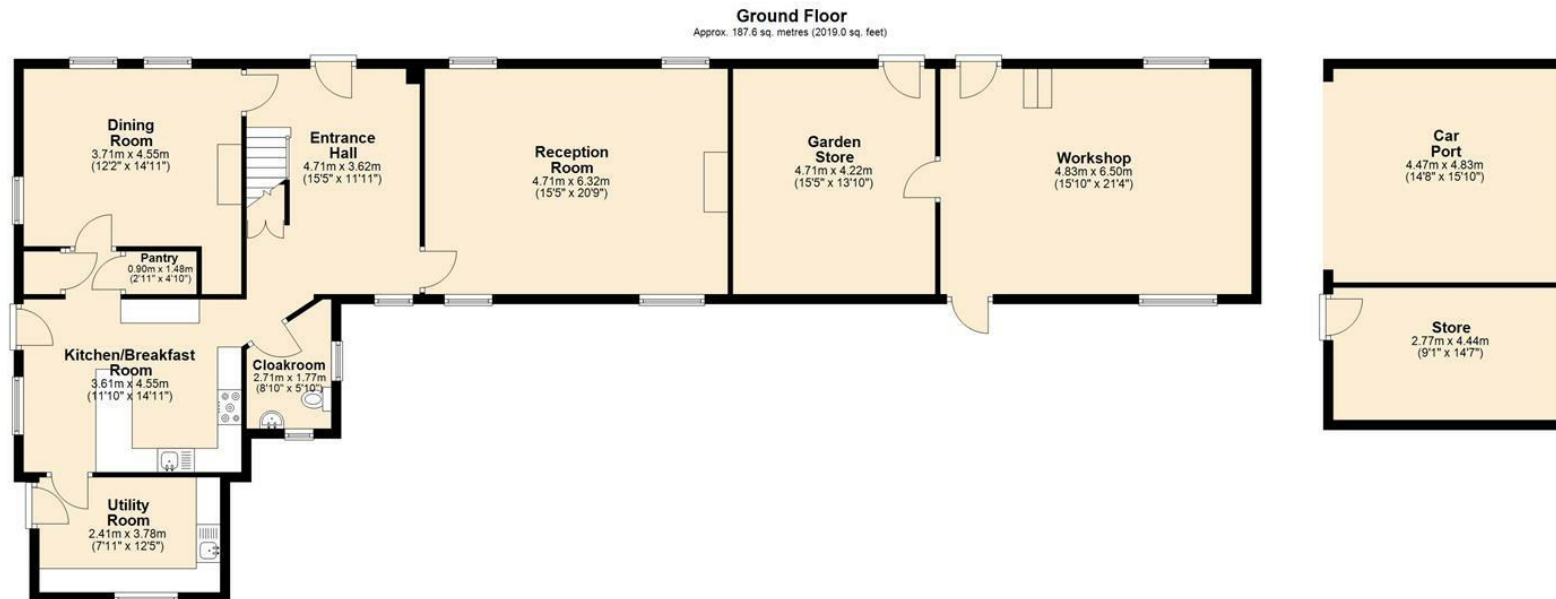 Ground Floor
Approx. 187.6 sq. metres (2019.0 sq. feet)
Dining
Room
3.71m x 4.55m
(12'2" x 14'11")
Entrance
Hall
4.71m x 3.62m
(15'5" x 11'11")
Reception
Room
4.71m x 6.32m
(15'5" x 20'9")
Garden
Store
4.71m x 4.22m
(15'5" x 13'10")
Workshop
4.83m x 6.50m
(15'10" x 21'4")
Car
Port
4.47m x 4.83m
(14'8" x 15'10")
Pantry
0.90m x 1.48m
(2'11" x 4'10")
Kitchen/Breakfast
Room
3.61m x 4.55m
(11'10" x 14'11")
Cloakroom
2.71m x 1.77m
(8'10" x 5'10")
Store
2.77m x 4.44m
(9'1" x 14'7")
Utility
Room
2.41m x 3.78m
(7'11" x 12'5")